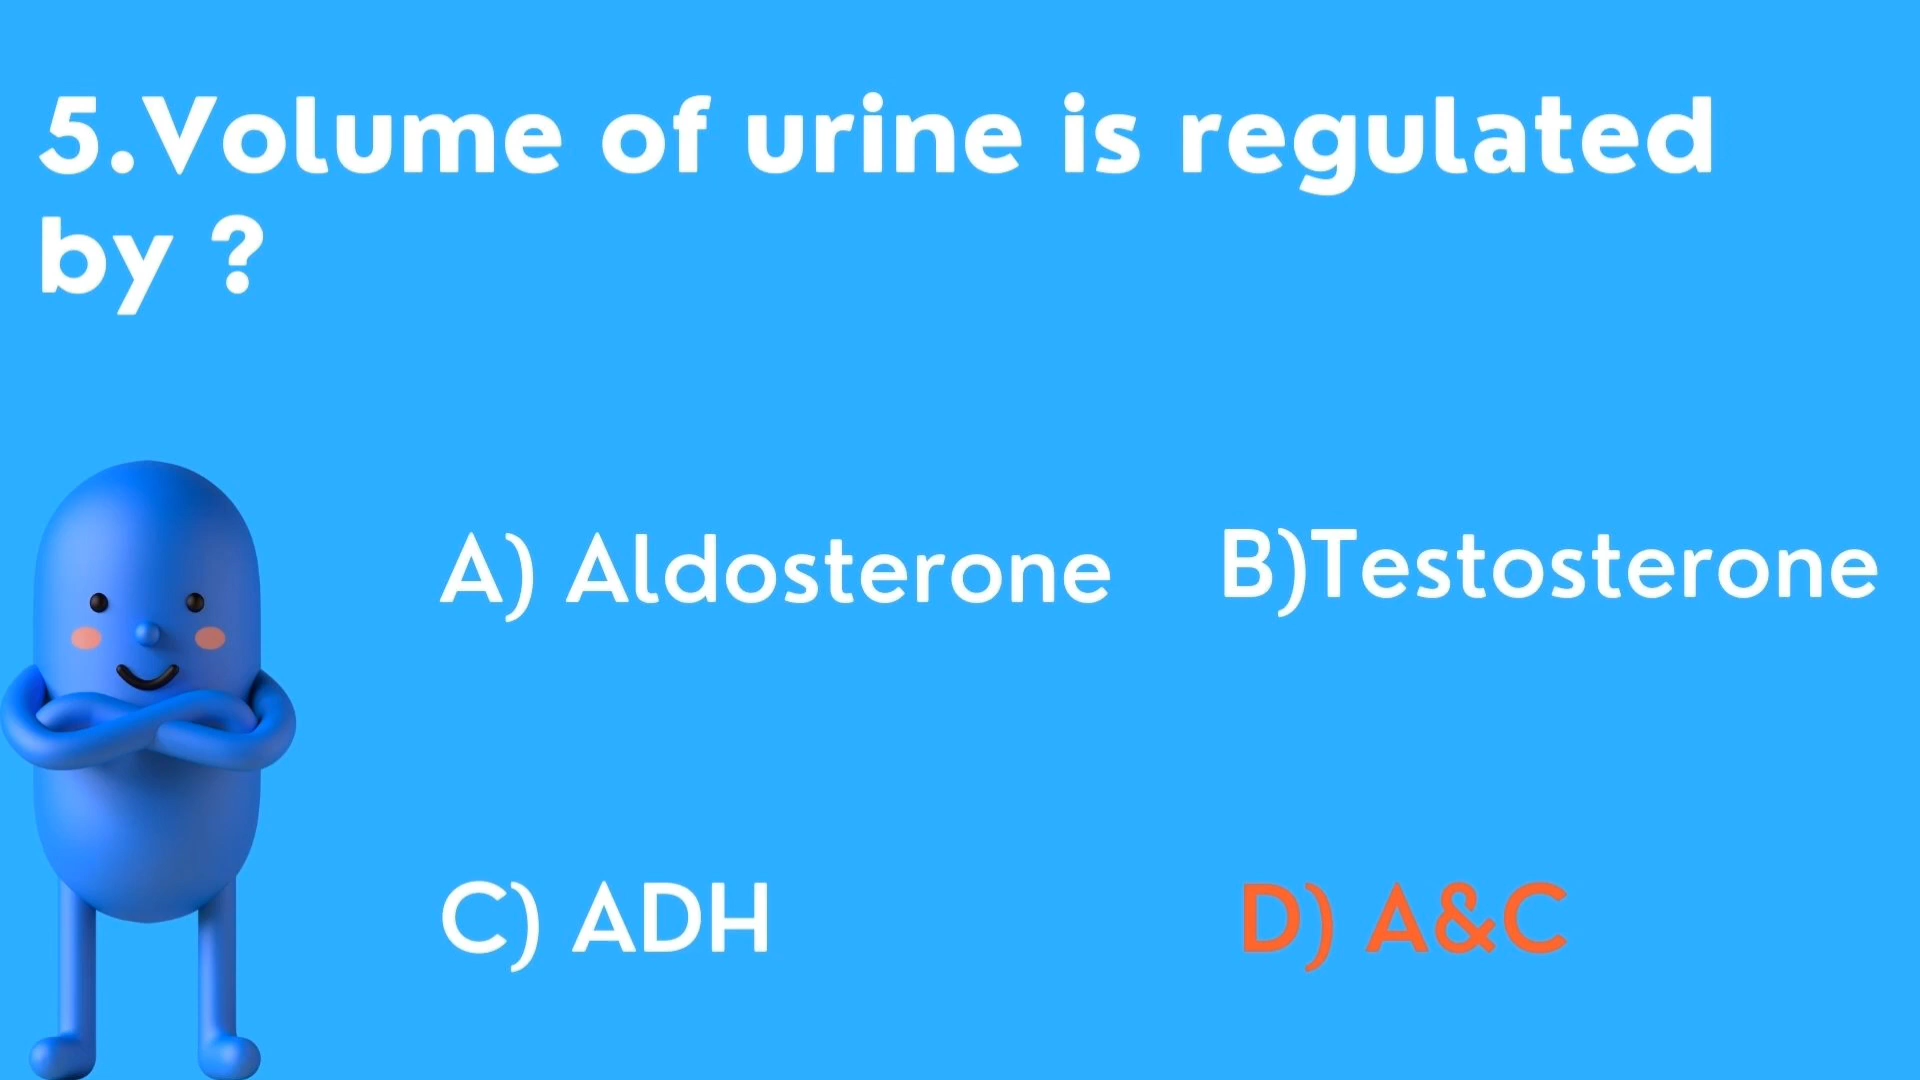 5.Volume of urine is regulated
by ?
A) Aldosterone
B)Testosterone
C) ADH
D) A&C